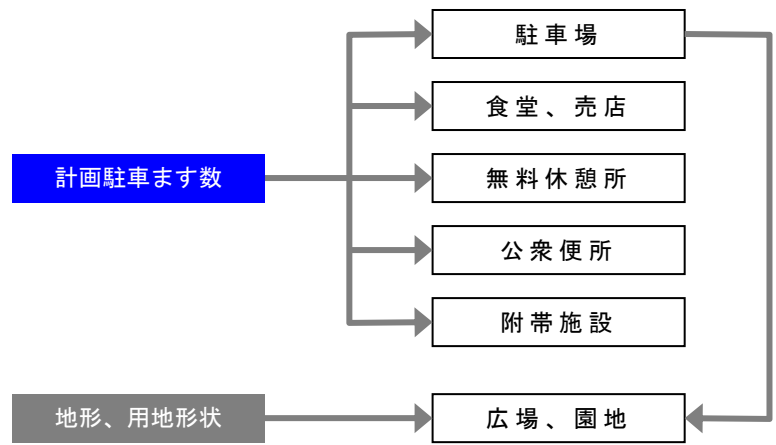 駐車場
食堂、売店
計画駐車ます数
無料休憩所
公衆便所
附帯施設
地形、用地形状
広場、園地